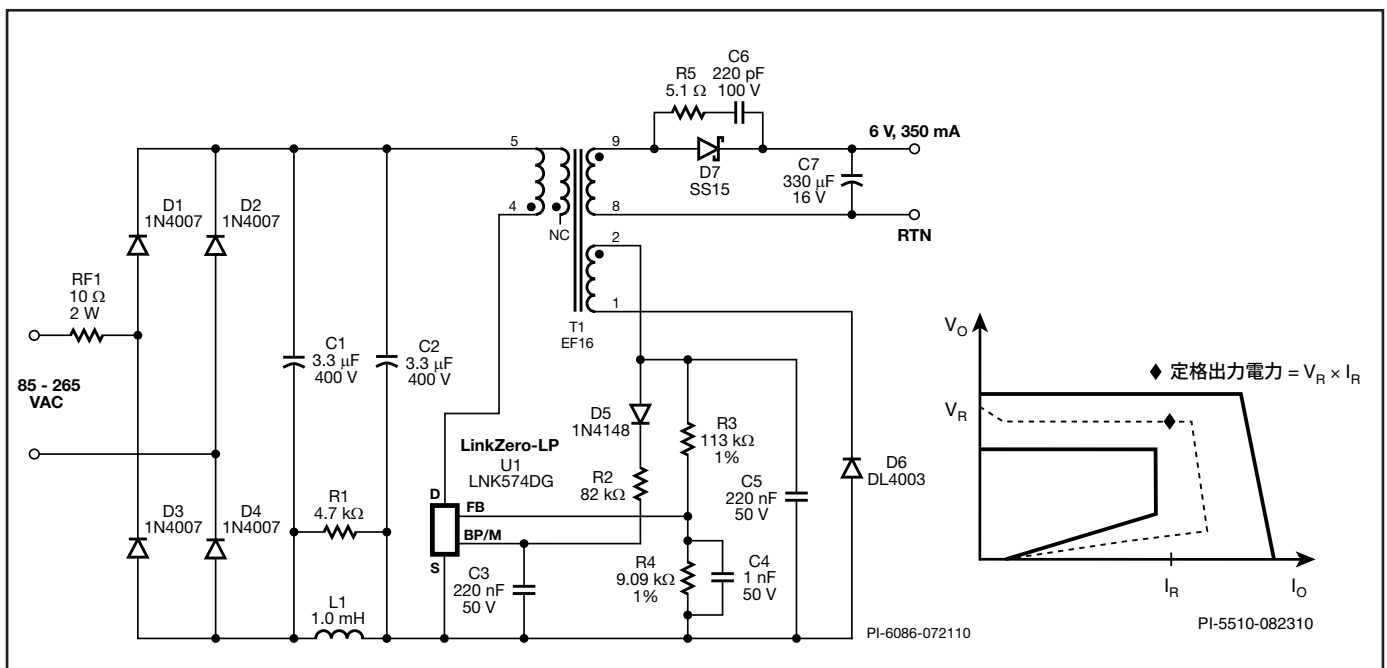 C6
220 pF
100 V
R5
5.1 Ω
6 V, 350 mA
5
9
D7
SS15
C7
330 µF
16 V
4
8
NC
RTN
D1
1N4007
D2
1N4007
2
1
T1
EF16
RF1
10 Ω
2 W
C1
3.3 µF
400 V
C2
3.3 µF
400 V
85 - 265
VAC
D5
1N4148
R3
113 kΩ
1%
LinkZero-LP
U1
LNK574DG
R2
82 kΩ
C5
220 nF
50 V
D6
DL4003
D3
1N4007
D4
1N4007
R1
4.7 kΩ
D
FB
BP/M
S
C3
220 nF
50 V
R4
9.09 kΩ
1%
C4
1 nF
50 V
L1
1.0 mH
PI-6086-072110
VO
定格出力電力 = VR × IR
VR
IR
IO
PI-5510-082310